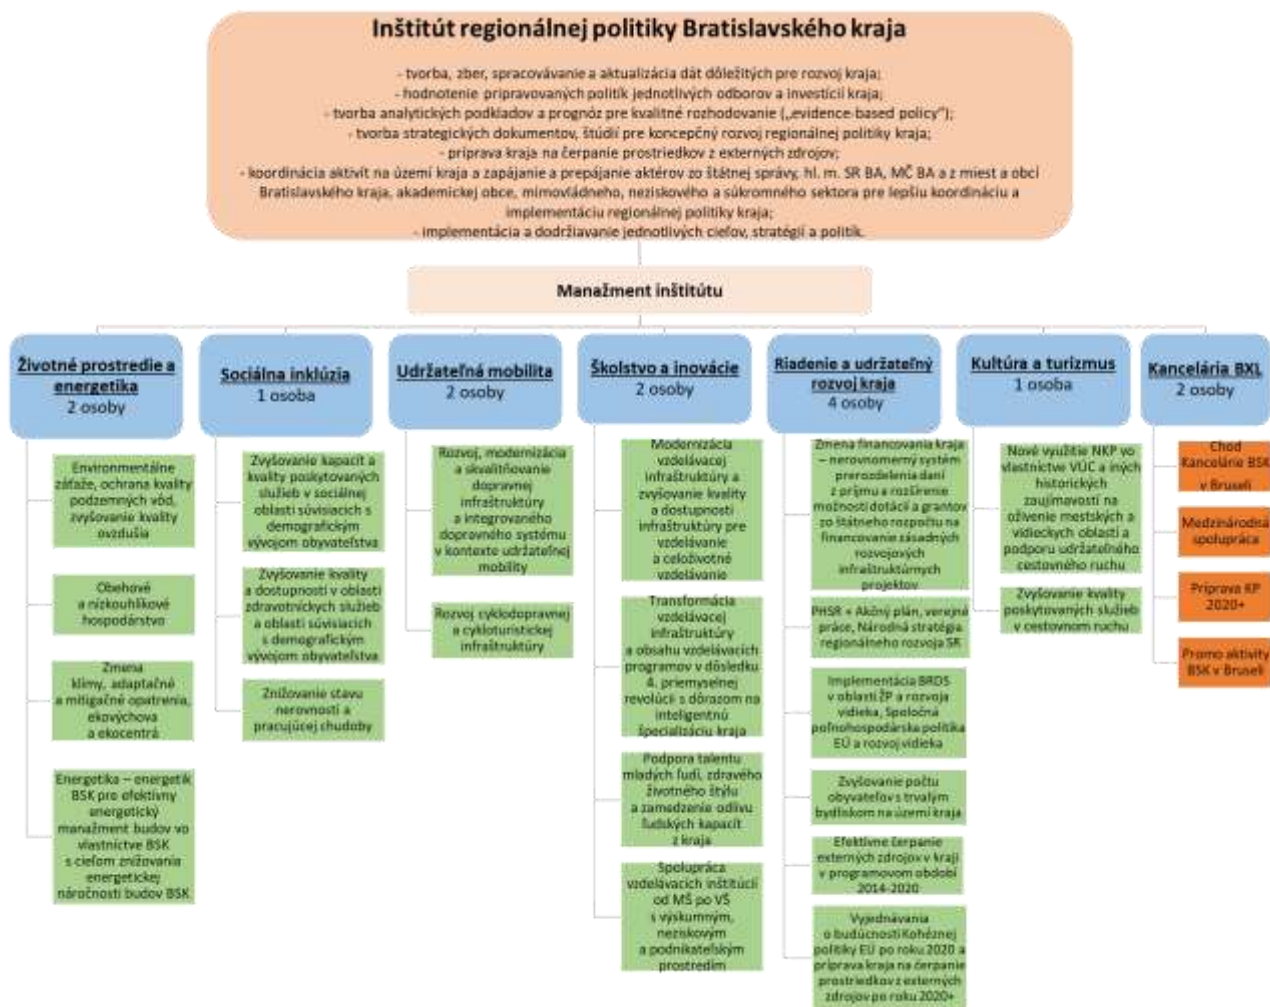 Inštitút regionálnej politiky Bratislavského kraja
- tvorba, zber, spracovávanie a aktualizácia dát dôležitých pre rozvoj kraja;
- hodnotenie pripravovaných politík jednotlivých odborov a investícií kraja;
- tvorba analytických podkladov a prognóz pre kvalitné rozhodovanie („evidence-based policy“);
- tvorba strategických dokumentov, štúdií pre koncepčný rozvoj regionálnej politiky kraja;
- príprava kraja na čerpanie prostriedkov z externých zdrojov;
- koordinácia aktivít na území kraja a zapájanie a prepájanie aktérov zo štátnej správy, hl. m. SR BA, MČ BA a z miest a obcí
Bratislavského kraja, akademickej obce, mimovládneho, neziskového a súkromného sektora pre lepšiu koordináciu a
implementáciu regionálnej politiky kraja;
- implementácia a dodržiavanie jednotlivých cieľov, stratégií a politík.
Manažment inštitútu
Životné prostredie a
energetika
2 osoby
Environmentálne
záťaže, ochrana kvality
podzemných vôd,
zvyšovanie kvality
ovzdušia
Obehové
a nízkouhlíkové
hospodárstvo
Zmena
klímy, adaptačné
a mitigačné opatrenia,
ekovýchova
a ekocentrá
Energetika – energetik
BSK pre efektívny
energetický
manažment budov vo
vlastníctve BSK
s cieľom znižovania
energetickej
náročnosti budov BSK
Sociálna inklúzia
1 osoba
Zvyšovanie kapacít a
kvality poskytovaných
služieb v sociálnej
oblasti súvisiacich s
demografickým
vývojom obyvateľstva
Zvyšovanie kvality
a dostupnosti v oblasti
zdravotníckych služieb
a oblasti súvisiacich
s demografickým
vývojom obyvateľstva
Znižovanie stavu
nerovností a
pracujúcej chudoby
Udržateľná mobilita
2 osoby
Rozvoj, modernizácia
a skvalitňovanie
dopravnej
infraštruktúry
a integrovaného
dopravného systému
v kontexte udržateľnej
mobility
Rozvoj cyklodopravnej
a cykloturistickej
infraštruktúry
Školstvo a inovácie
2 osoby
Modernizácia
vzdelávacej
infraštruktúry a
zvyšovanie kvality
a dostupnosti
infraštruktúry pre
vzdelávanie
a celoživotné
vzdelávanie
Transformácia
vzdelávacej
infraštruktúry
a obsahu vzdelávacích
programov v dôsledku
4. priemyselnej
revolúcii s dôrazom na
inteligentnú
špecializáciu kraja
Podpora talentu
mladých ľudí, zdravého
životného štýlu
a zamedzenie odlivu
ľudských kapacít
z kraja
Spolupráca
vzdelávacích inštitúcií
od MŠ po VŠ
s výskumným,
neziskovým
a podnikateľským
prostredím
Riadenie a udržateľný
rozvoj kraja
4 osoby
Zmena financovania kraja
– nerovnomerný systém
prerozdelenia daní
z príjmu a rozšírenie
možností dotácií a grantov
zo štátneho rozpočtu na
financovanie zásadných
rozvojových
infraštruktúrnych
projektov
PHSR + Akčný plán, verejná
práce, Národná stratégia
regionálneho rozvoja SK
Implementácia BRDS
v oblasti ŽP a rozvoja
vidieka, Spoločná
poľnohospodárska politika
EÚ a rozvoj vidieka
Zvyšovanie počtu
obyvateľov s trvalým
bydliskom na území kraja
Efektívne čerpanie
externých zdrojov v kraji
v programovom období
2014-2020
Vyjednávania
o budúcnosti Kohéznej
politiky EÚ po roku 2020 a
príprava kraja na čerpanie
prostriedkov z externých
zdrojov po roku 2020+
Kultúra a turizmus
1 osoba
Nové využitie NKP vo
vlastníctve VÚC a iných
historických
zaujímavostí na
oživenie mestských a
vidieckych oblastí a
podporu udržateľného
cestovného ruchu
Zvyšovanie kvality
poskytovaných služieb
v cestovnom ruchu
Kancelária BXL
2 osoby
Chod
Kancelárie BSK
v Bruseli
Medzinárodná
spolupráca
Príprava KP
2020+
Promo aktivity
BSK v Bruseli